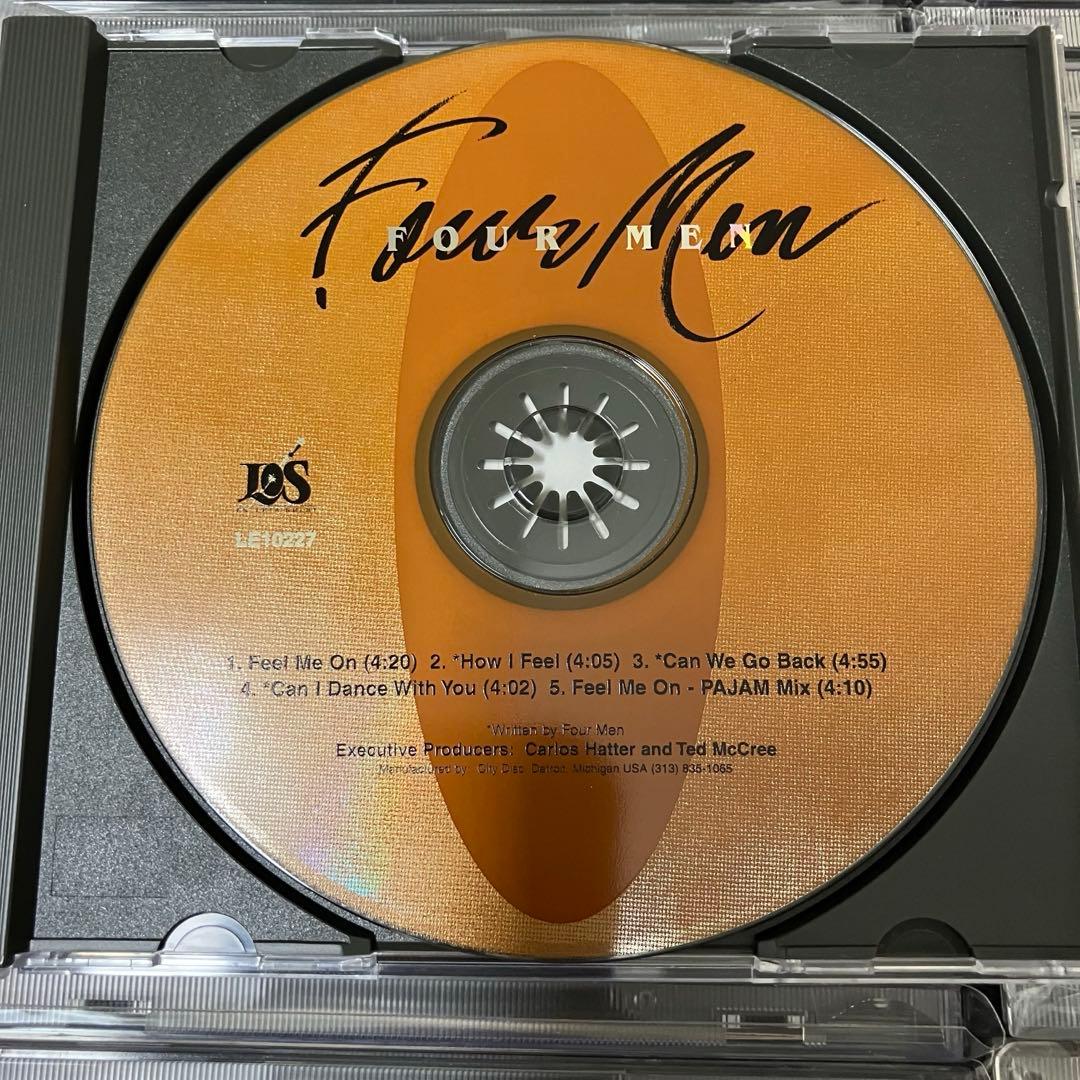 Four Men
FOUR MEN
LO'S
LE10227
1. Feel Me On (4:20) 2. *How I Feel (4:05) 3. *Can We Go Back (4:55)
4. *Can I Dance With You (4:02) 5. Feel Me On - PAJAM Mix (4:10)
*Written by Four Men
Executive Producers: Carlos Hatter and Ted McCree
Manufactured by: City Disc, Detroit, Michigan USA (313) 835-1065